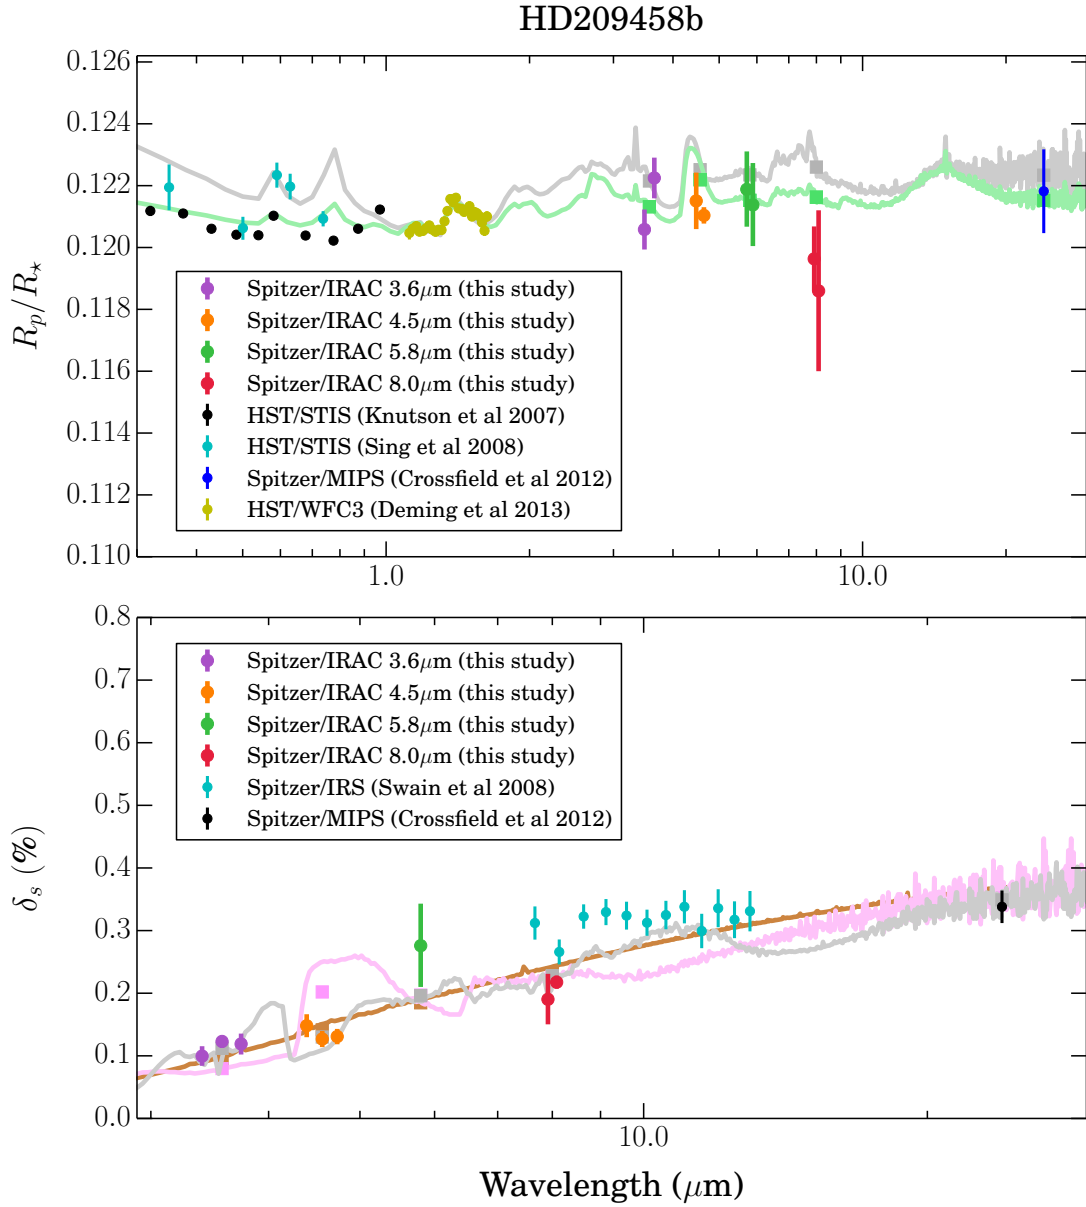 HD209458b
0.126
0.124
0.122
0.120
0.118
0.116
0.114
0.112
0.110
R_p/R_⋆
Spitzer/IRAC 3.6μm (this study)
Spitzer/IRAC 4.5μm (this study)
Spitzer/IRAC 5.8μm (this study)
Spitzer/IRAC 8.0μm (this study)
HST/STIS (Knutson et al 2007)
HST/STIS (Sing et al 2008)
Spitzer/MIPS (Crossfield et al 2012)
HST/WFC3 (Deming et al 2013)
1.0 10.0
0.8
0.7
0.6
0.5
0.4
0.3
0.2
0.1
0.0
δ_s (%)
Spitzer/IRAC 3.6μm (this study)
Spitzer/IRAC 4.5μm (this study)
Spitzer/IRAC 5.8μm (this study)
Spitzer/IRAC 8.0μm (this study)
Spitzer/IRS (Swain et al 2008)
Spitzer/MIPS (Crossfield et al 2012)
10.0
Wavelength (μm)